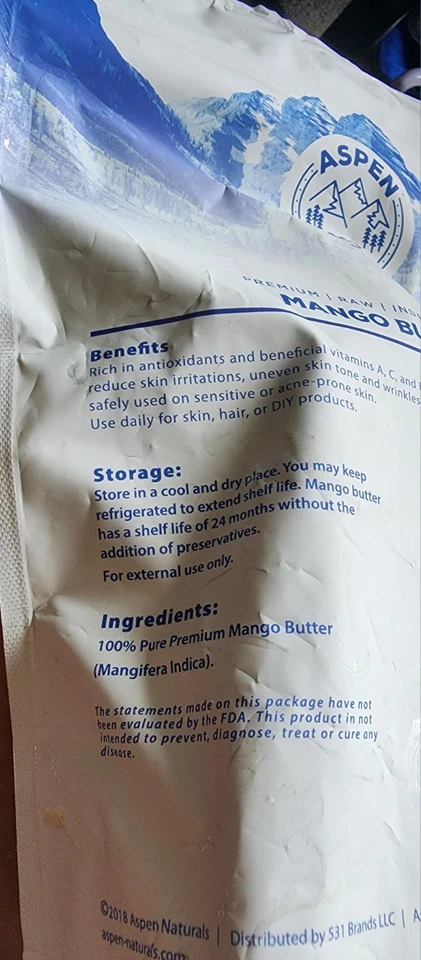 ASPEN
PREMIUM | RAW |
MANGO
Benefits
Rich in antioxidants and beneficial vitamins A, C, and
reduce skin irritations, uneven skin tone and wrinkles
safely used on sensitive or acne-prone skin.
Use daily for skin, hair, or DIY products.
Storage:
Store in a cool and dry place. You may keep
refrigerated to extend shelf life. Mango butter
has a shelf life of 24 months without the
addition of preservatives.
For external use only.
Ingredients:
100% Pure Premium Mango Butter
(Mangifera Indica).
The statements made on this package have not
been evaluated by the FDA. This product in not
intended to prevent, diagnose, treat or cure any
disease.
©2018 Aspen Naturals | Distributed by 531 Brands LLC |
aspen-naturals.com